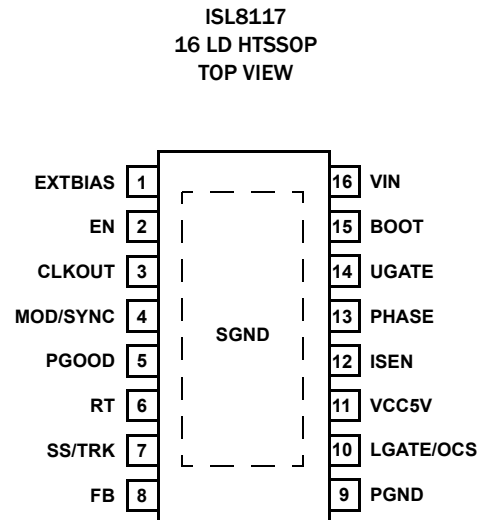 ISL8117
16 LD HTSSOP
TOP VIEW
EXTBIAS 1 16 VIN
EN 2 15 BOOT
CLKOUT 3 14 UGATE
MOD/SYNC 4 13 PHASE
SGND
PGOOD 5 12 ISEN
RT 6 11 VCC5V
SS/TRK 7 10 LGATE/OCS
FB 8 9 PGND